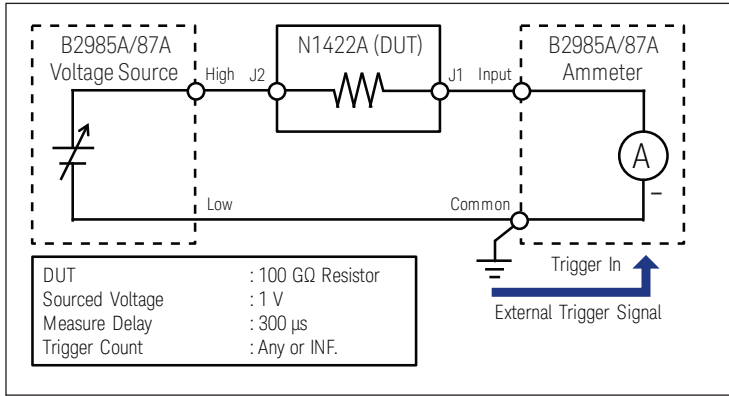 B2985A/87A
Voltage Source
N1422A (DUT)
B2985A/87A
Ammeter
High
J2
J1
Input
A
–
Low
Common
Trigger In
External Trigger Signal
DUT : 100 GΩ Resistor
Sourced Voltage : 1 V
Measure Delay : 300 µs
Trigger Count : Any or INF.